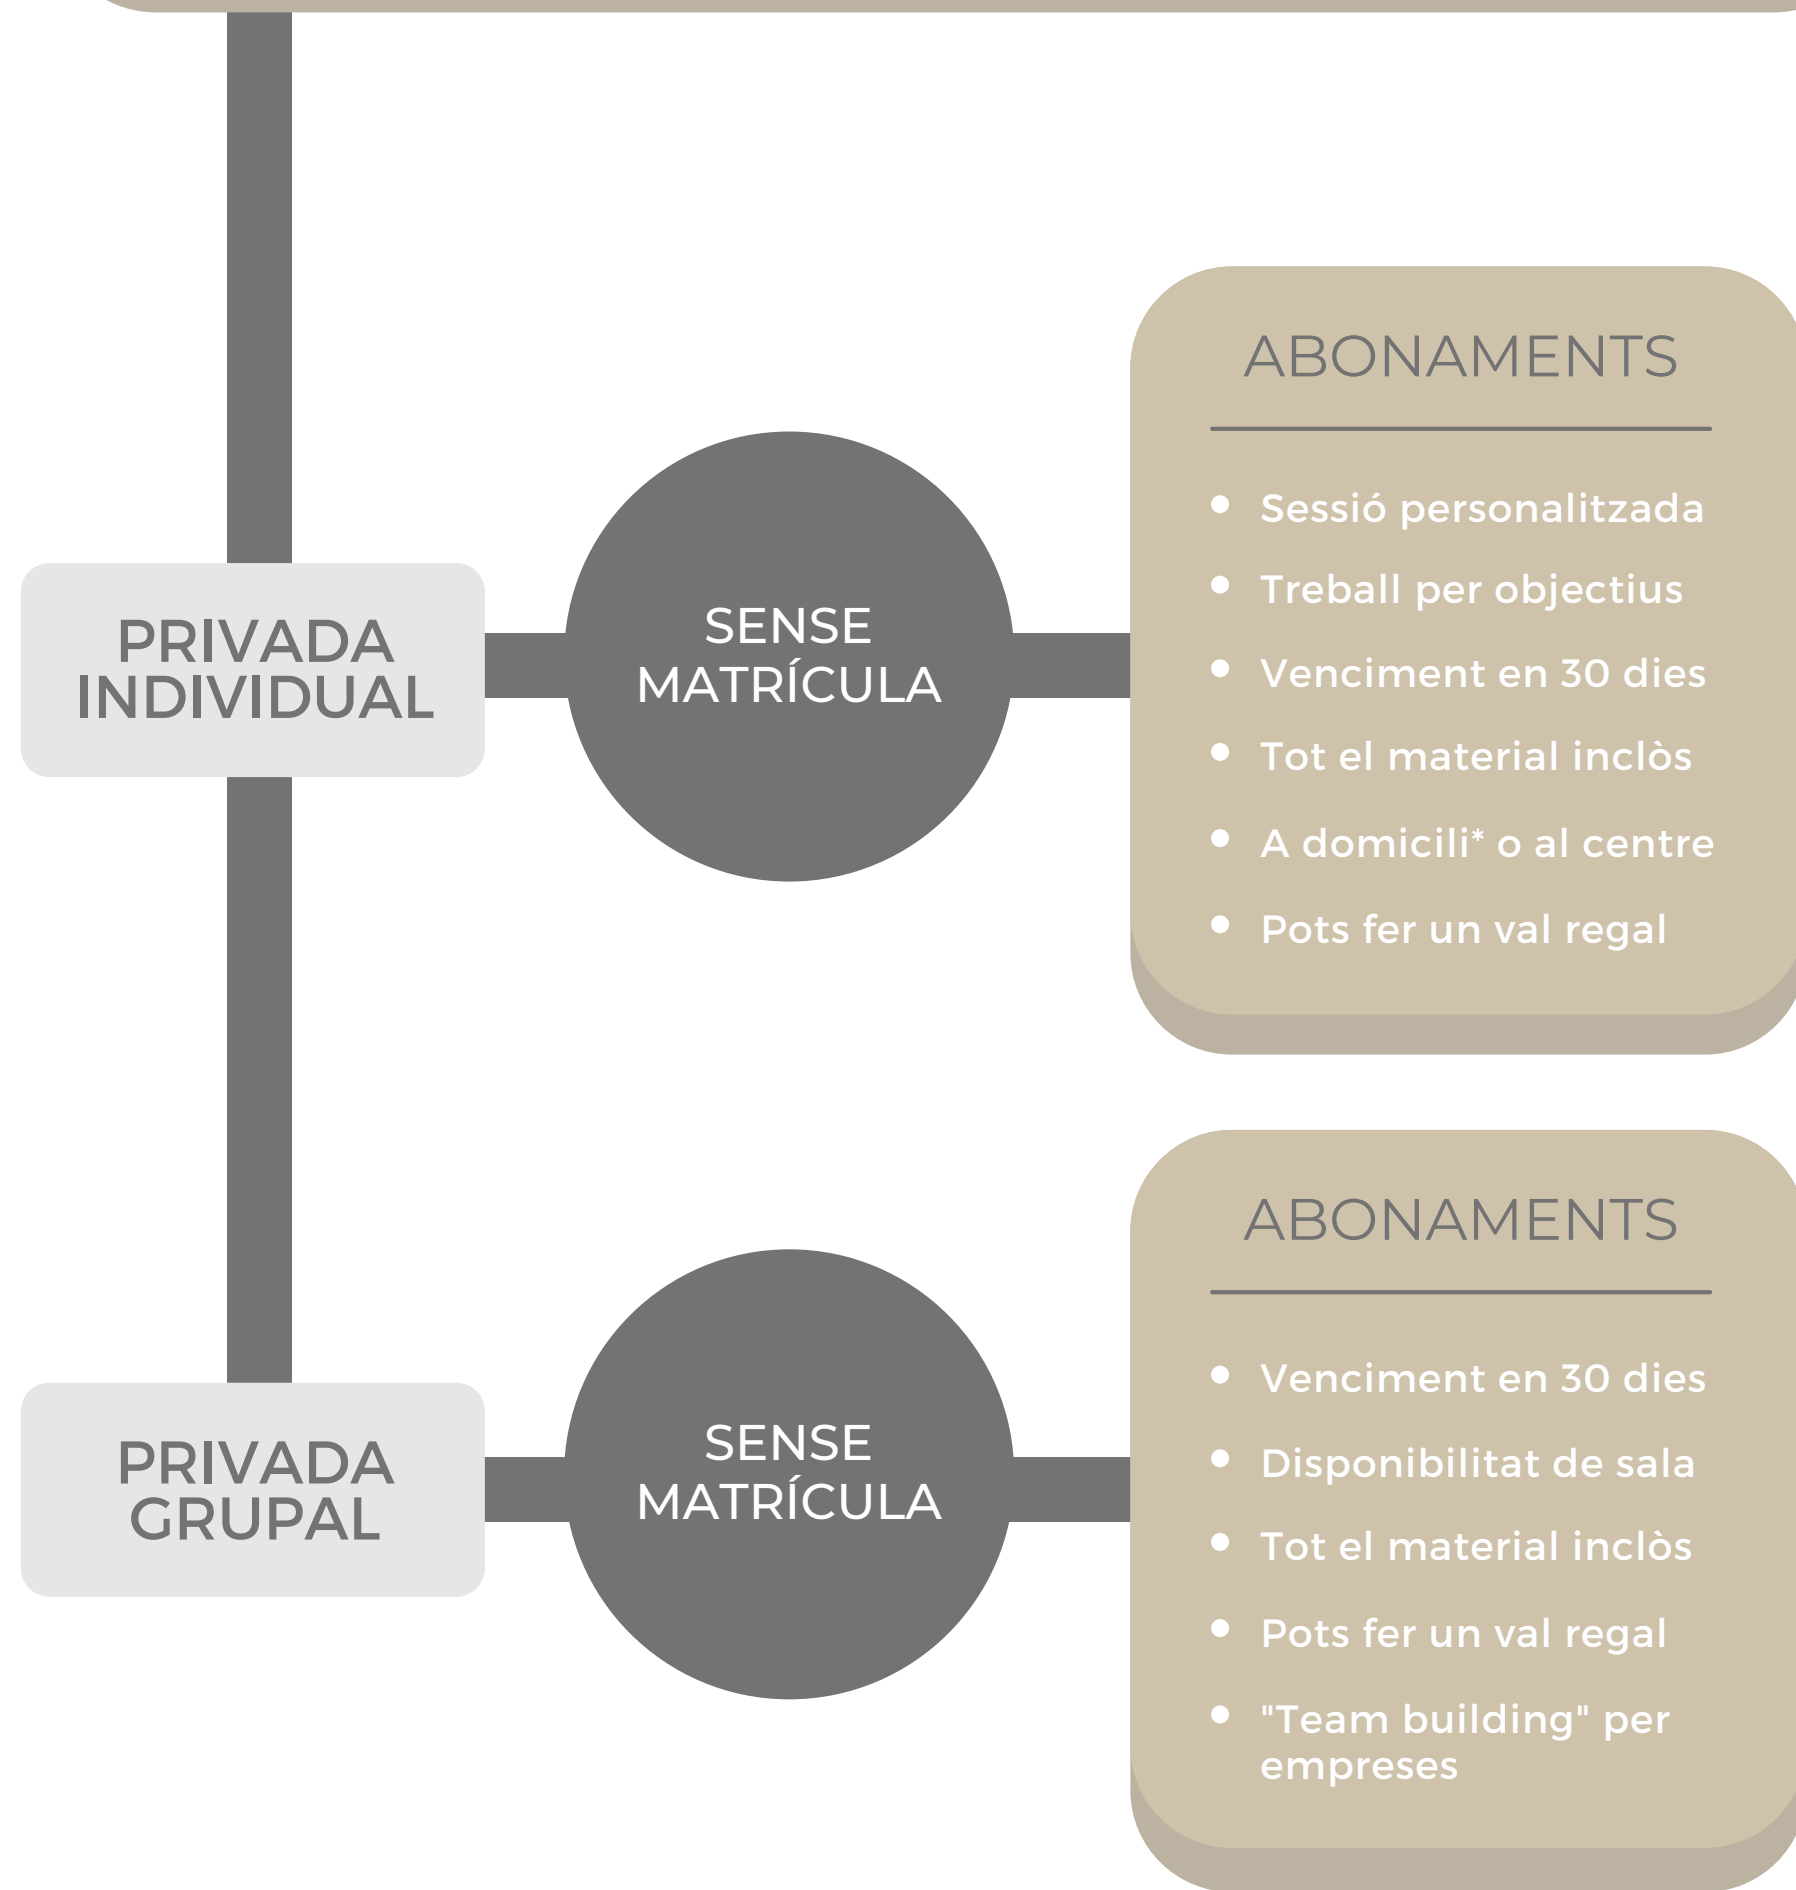 PRIVADA
INDIVIDUAL
SENSE
MATRÍCULA
ABONAMENTS
Sessió personalitzada
Treball per objectius
Venciment en 30 dies
Tot el material inclòs
A domicili* o al centre
Pots fer un val regal
PRIVADA
GRUPAL
SENSE
MATRÍCULA
ABONAMENTS
Venciment en 30 dies
Disponibilitat de sala
Tot el material inclòs
Pots fer un val regal
"Team building" per
empreses